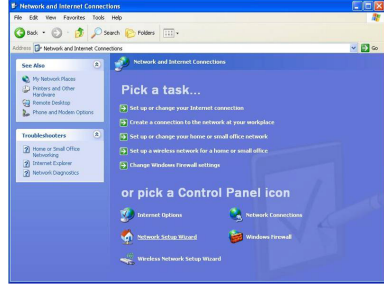 Network and Internet Connections
File Edit View Favorites Tools Help
Back Search Folders
Address Network and Internet Connections Go
See Also
My Network Places
Printers and Other
Hardware
Remote Desktop
Phone and Modem Options
Troubleshooters
Home or Small Office
Networking
Internet Explorer
Network Diagnostics
Network and Internet Connections
Pick a task...
Set up or change your Internet connection
Create a connection to the network at your workplace
Set up or change your home or small office network
Set up a wireless network for a home or small office
Change Windows Firewall settings
or pick a Control Panel icon
Internet Options Network Connections
Network Setup Wizard Windows Firewall
Wireless Network Setup Wizard